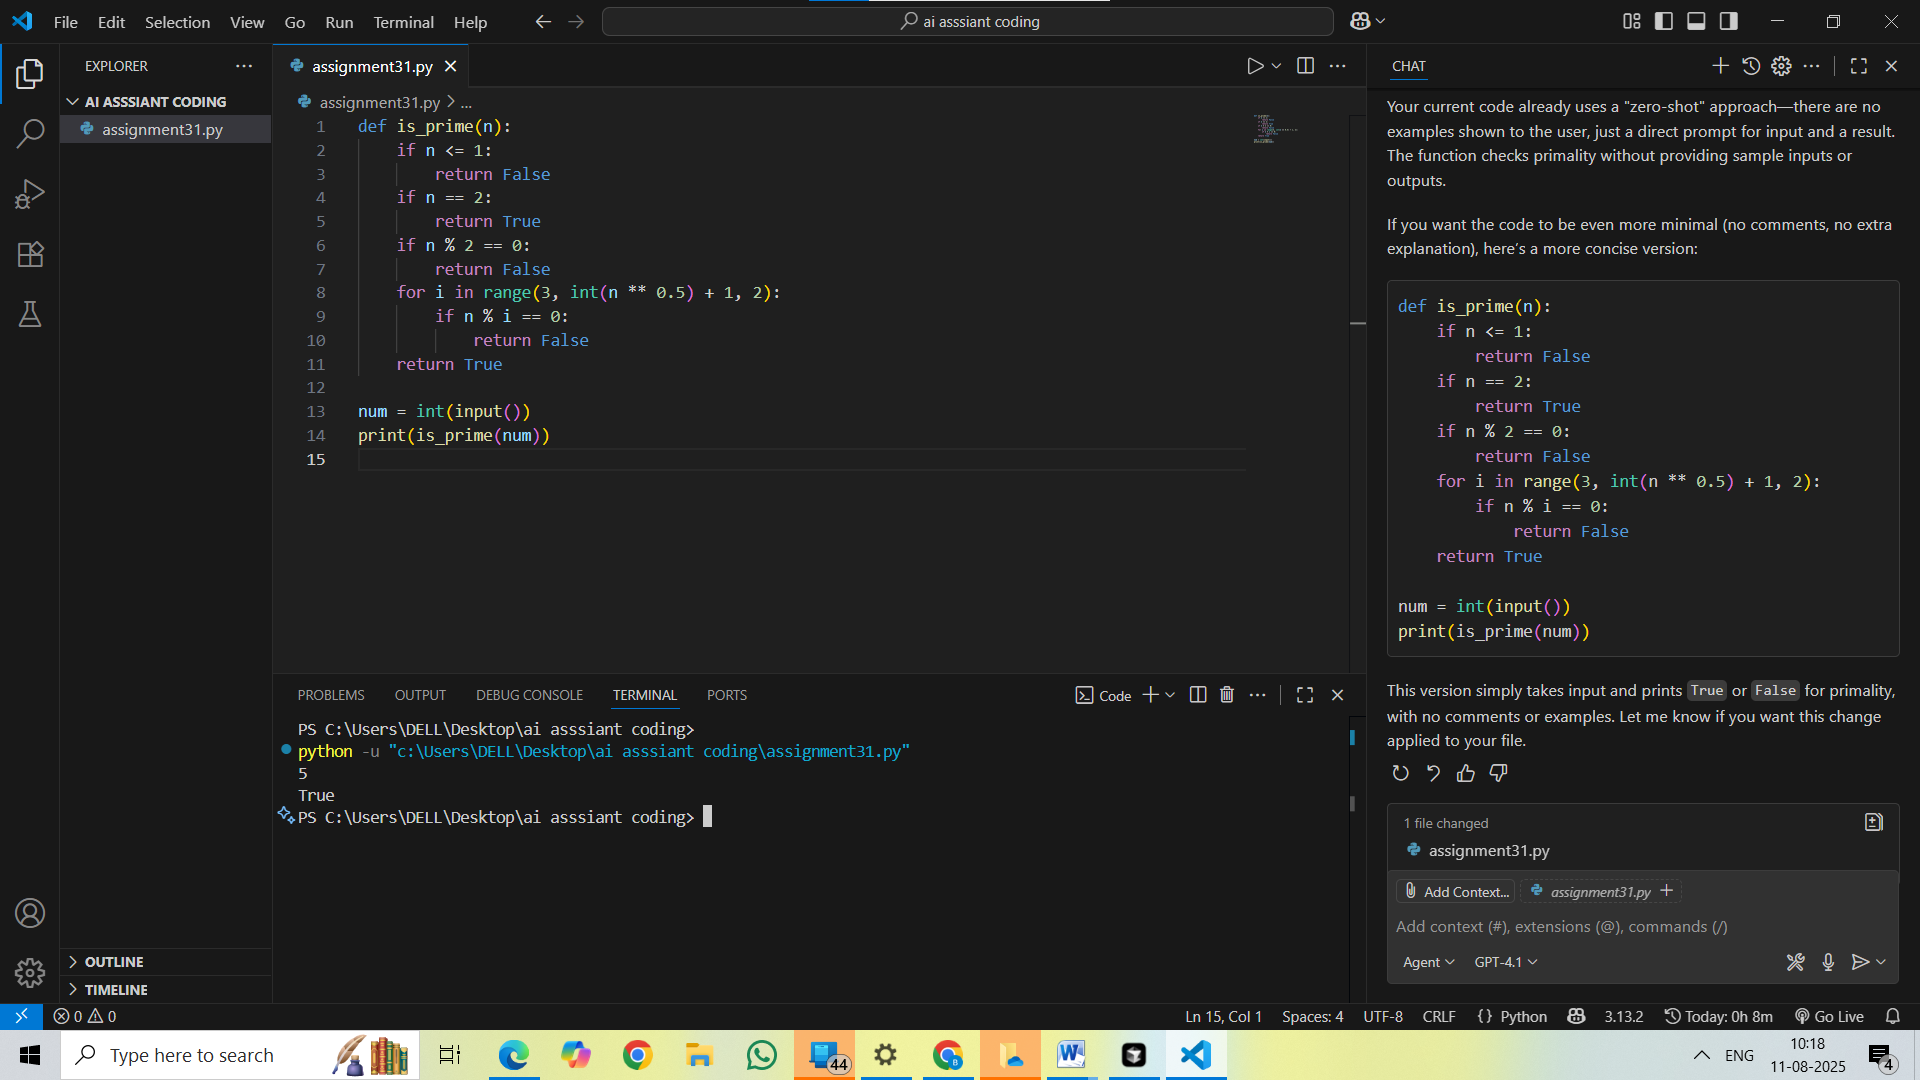 File Edit Selection View Go Run Terminal Help
ai asssiant coding
EXPLORER
AI ASSSIANT CODING
assignment31.py
OUTLINE
TIMELINE
assignment31.py
assignment31.py > ...
1 def is_prime(n):
2     if n <= 1:
3         return False
4     if n == 2:
5         return True
6     if n % 2 == 0:
7         return False
8     for i in range(3, int(n ** 0.5) + 1, 2):
9         if n % i == 0:
10             return False
11     return True
12
13 num = int(input())
14 print(is_prime(num))
15
PROBLEMS OUTPUT DEBUG CONSOLE TERMINAL PORTS
Code
PS C:\Users\DELL\Desktop\ai asssiant coding>
python -u "c:\Users\DELL\Desktop\ai asssiant coding\assignment31.py"
5
True
PS C:\Users\DELL\Desktop\ai asssiant coding>
CHAT
Your current code already uses a "zero-shot" approach—there are no
examples shown to the user, just a direct prompt for input and a result.
The function checks primality without providing sample inputs or
outputs.
If you want the code to be even more minimal (no comments, no extra
explanation), here's a more concise version:
def is_prime(n):
    if n <= 1:
        return False
    if n == 2:
        return True
    if n % 2 == 0:
        return False
    for i in range(3, int(n ** 0.5) + 1, 2):
        if n % i == 0:
            return False
    return True
num = int(input())
print(is_prime(num))
This version simply takes input and prints True or False for primality,
with no comments or examples. Let me know if you want this change
applied to your file.
1 file changed
assignment31.py
Add Context... assignment31.py
Add context (#), extensions (@), commands (/)
Agent GPT-4.1
0 0
Ln 15, Col 1 Spaces: 4 UTF-8 CRLF {} Python 3.13.2 Today: 0h 8m Go Live
Type here to search
44
B
W
ENG
10:18
11-08-2025
4